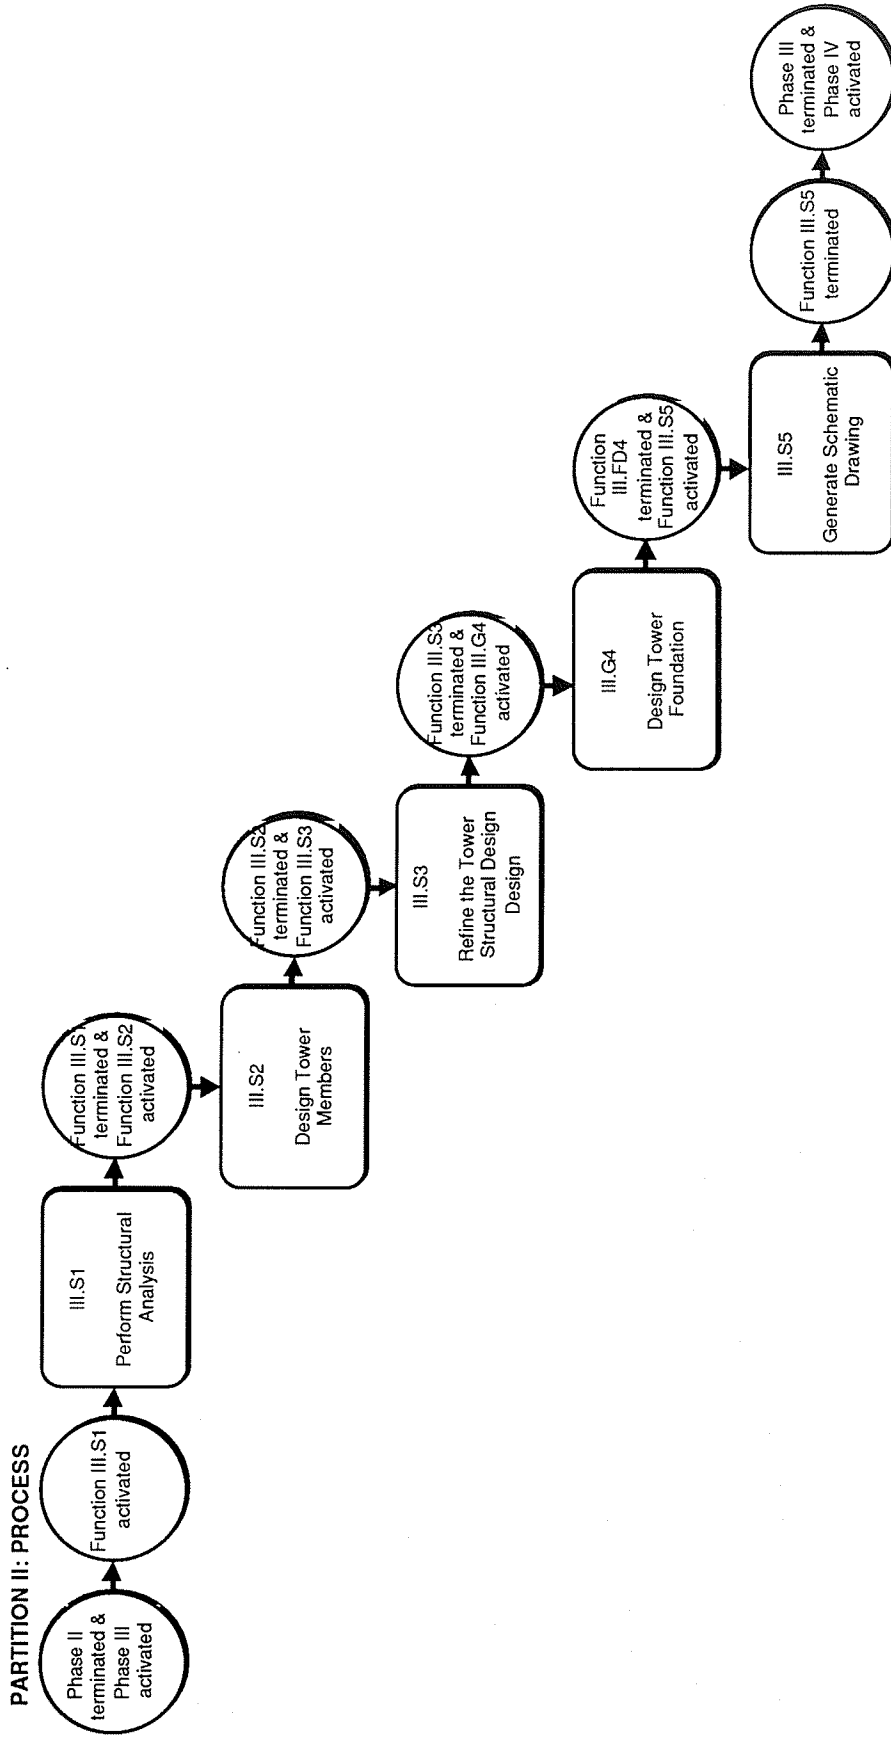 PARTITION II: PROCESS
Phase II
terminated &
Phase III
activated
Function III.S1
activated
III.S1
Perform Structural
Analysis
Function III.S1
terminated &
Function III.S2
activated
III.S2
Design Tower
Members
Function III.S2
terminated &
Function III.S3
activated
III.S3
Refine the Tower
Structural Design
Design
Function III.S3
terminated &
Function III.G4
activated
III.G4
Design Tower
Foundation
Function
III.FD4
terminated &
Function III.S5
activated
III.S5
Generate Schematic
Drawing
Function III.S5
terminated
Phase III
terminated &
Phase IV
activated